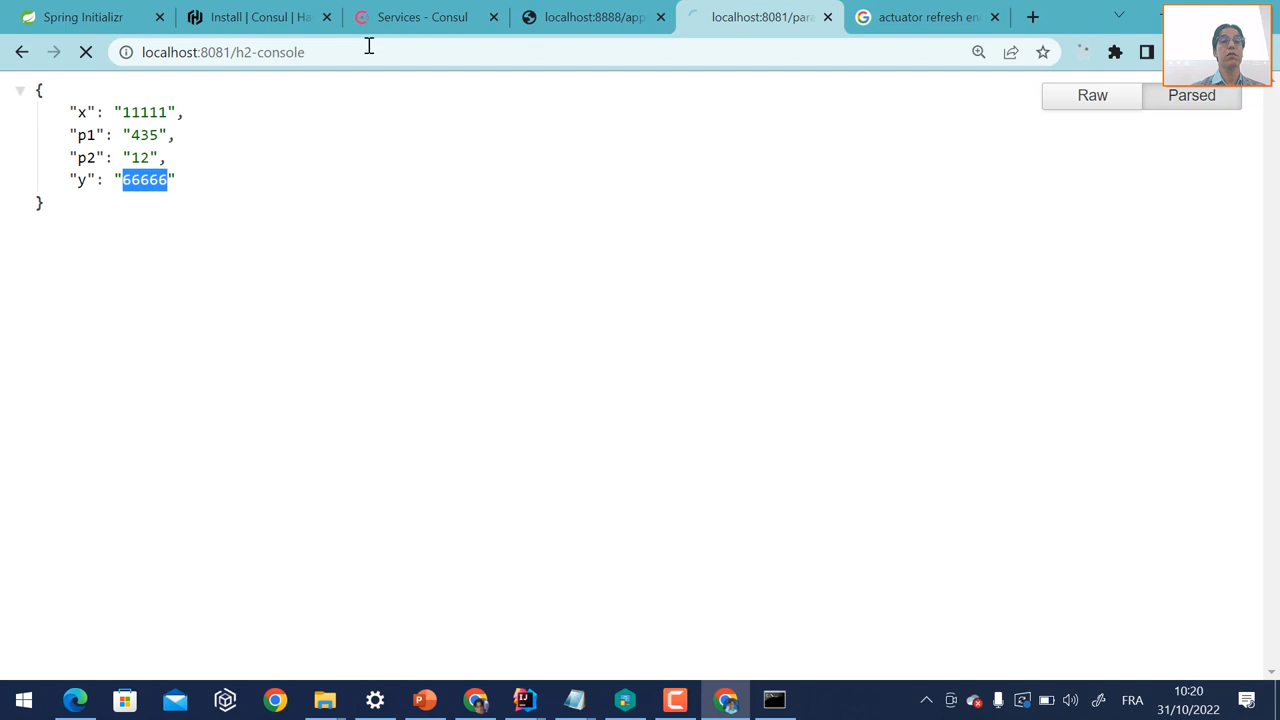 Spring Initializr
Install | Consul | Ha
Services - Consul
localhost:8888/app
localhost:8081/para
actuator refresh en
localhost:8081/h2-console
Raw
Parsed
{
"x": "11111",
"p1": "435",
"p2": "12",
"y": "66666"
}
FRA
10:20
31/10/2022